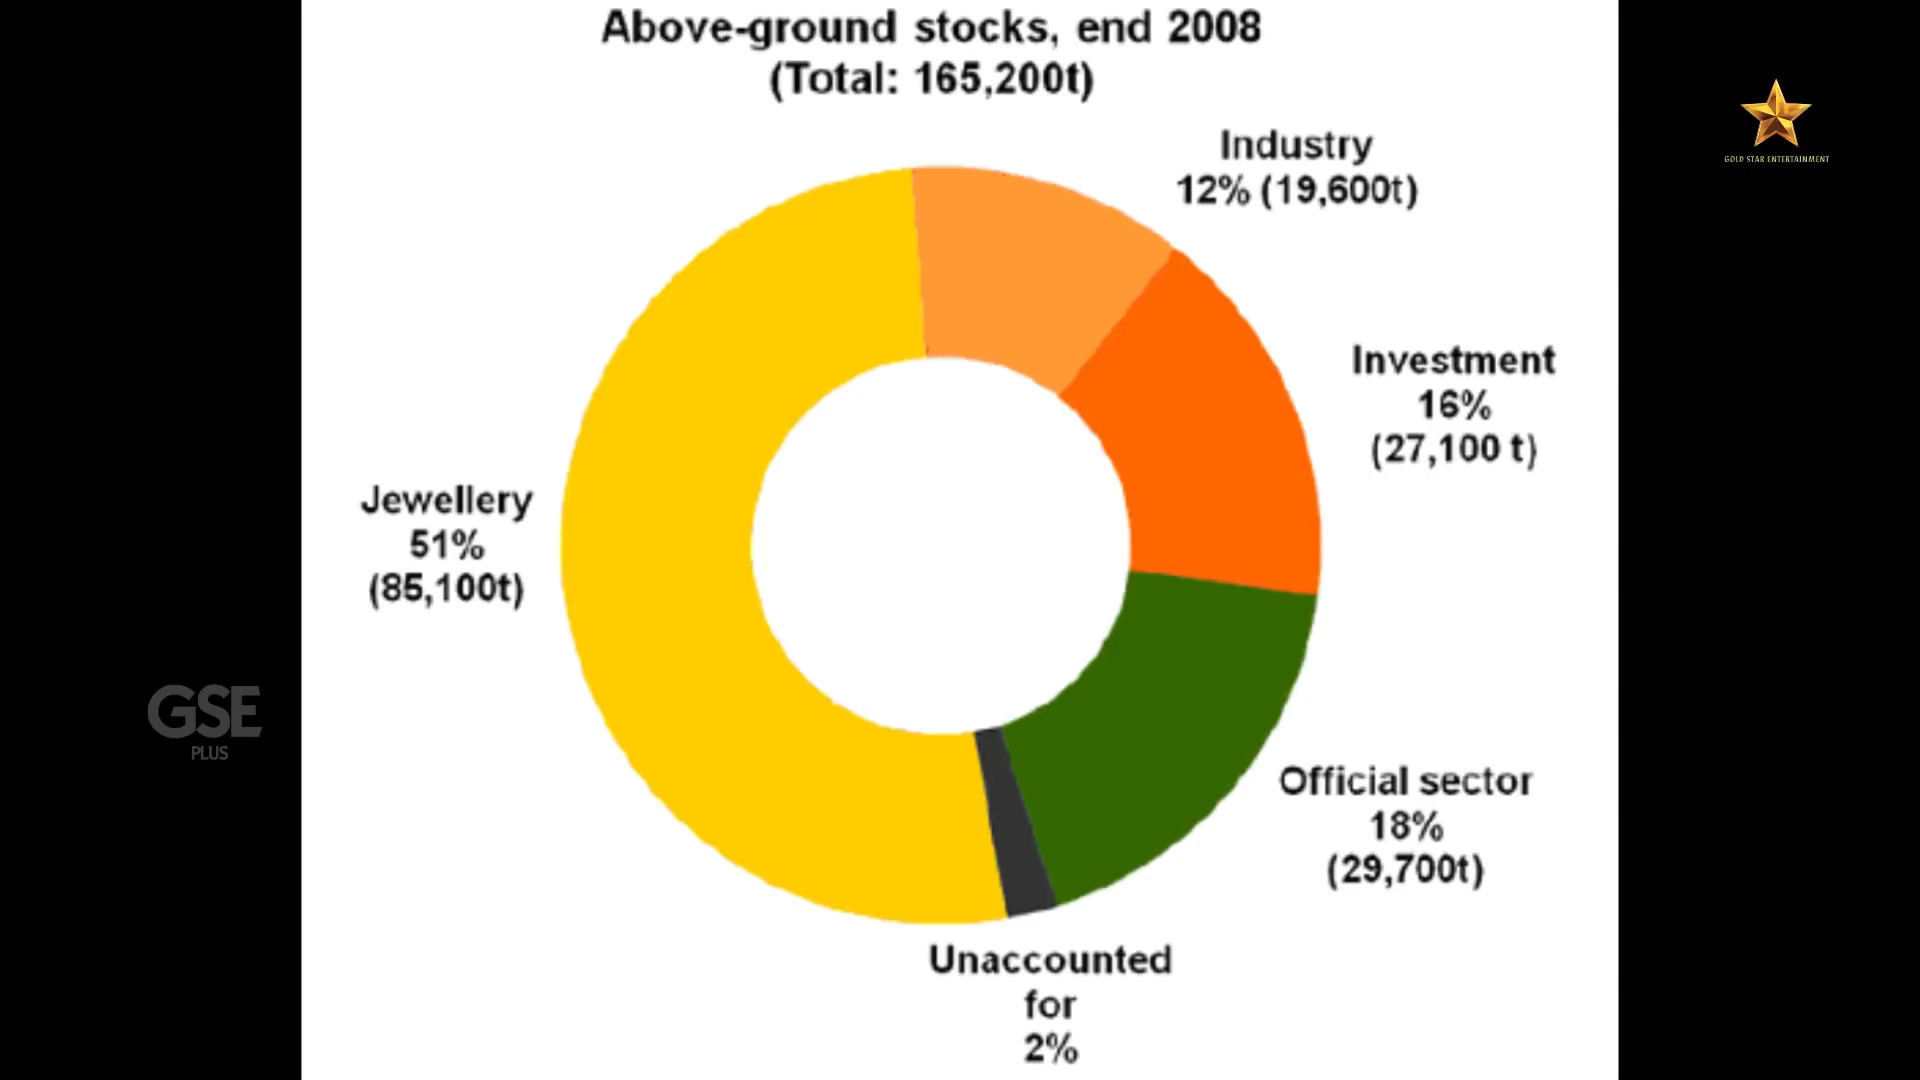 Above-ground stocks, end 2008
(Total: 165,200t)
Industry
12% (19,600t)
Investment
16%
(27,100 t)
Jewellery
51%
(85,100t)
Official sector
18%
(29,700t)
Unaccounted
for
2%
GOLD STAR ENTERTAINMENT
GSE
PLUS